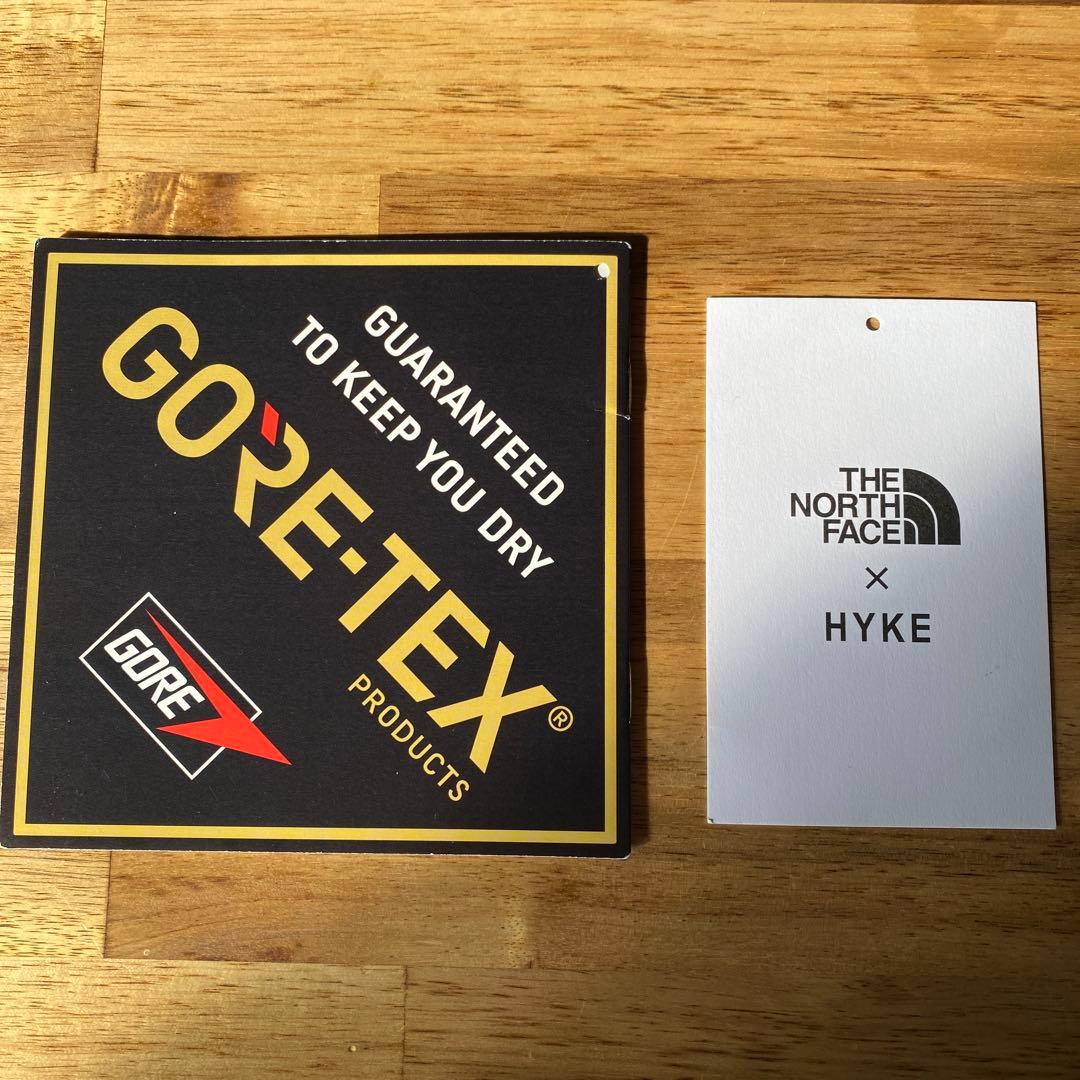 GUARANTEED
TO KEEP YOU DRY
GORE-TEX®
PRODUCTS
GORE
THE
NORTH
FACE
×
HYKE